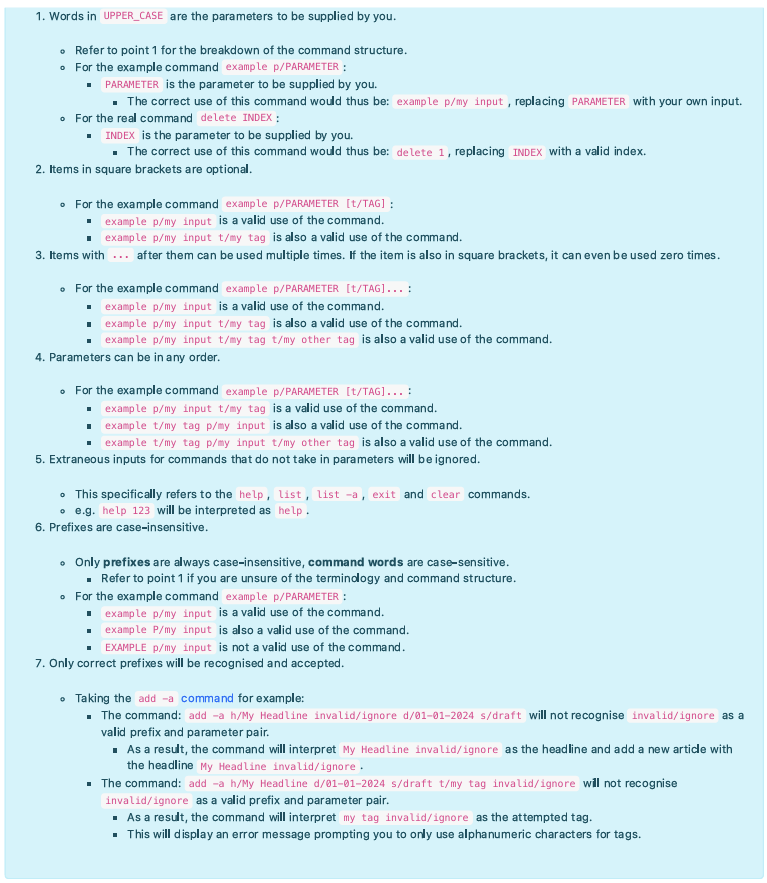 1. Words in UPPER_CASE are the parameters to be supplied by you.
Refer to point 1 for the breakdown of the command structure.
For the example command example p/PARAMETER :
PARAMETER is the parameter to be supplied by you.
The correct use of this command would thus be: example p/my input , replacing PARAMETER with your own input.
For the real command delete INDEX :
INDEX is the parameter to be supplied by you.
The correct use of this command would thus be: delete 1 , replacing INDEX with a valid index.
2. Items in square brackets are optional.
For the example command example p/PARAMETER [t/TAG] :
example p/my input is a valid use of the command.
example p/my input t/my tag is also a valid use of the command.
3. Items with ... after them can be used multiple times. If the item is also in square brackets, it can even be used zero times.
For the example command example p/PARAMETER [t/TAG]... :
example p/my input is a valid use of the command.
example p/my input t/my tag is also a valid use of the command.
example p/my input t/my tag t/my other tag is also a valid use of the command.
4. Parameters can be in any order.
For the example command example p/PARAMETER [t/TAG]... :
example p/my input t/my tag is a valid use of the command.
example t/my tag p/my input is also a valid use of the command.
example t/my tag p/my input t/my other tag is also a valid use of the command.
5. Extraneous inputs for commands that do not take in parameters will be ignored.
This specifically refers to the help , list , list -a , exit and clear commands.
e.g. help 123 will be interpreted as help .
6. Prefixes are case-insensitive.
Only prefixes are always case-insensitive, command words are case-sensitive.
Refer to point 1 if you are unsure of the terminology and command structure.
For the example command example p/PARAMETER :
example p/my input is a valid use of the command.
example P/my input is also a valid use of the command.
EXAMPLE p/my input is not a valid use of the command.
7. Only correct prefixes will be recognised and accepted.
Taking the add -a command for example:
The command: add -a h/My Headline invalid/ignore d/01-01-2024 s/draft will not recognise invalid/ignore as a
valid prefix and parameter pair.
As a result, the command will interpret My Headline invalid/ignore as the headline and add a new article with
the headline My Headline invalid/ignore .
The command: add -a h/My Headline d/01-01-2024 s/draft t/my tag invalid/ignore will not recognise
invalid/ignore as a valid prefix and parameter pair.
As a result, the command will interpret my tag invalid/ignore as the attempted tag.
This will display an error message prompting you to only use alphanumeric characters for tags.